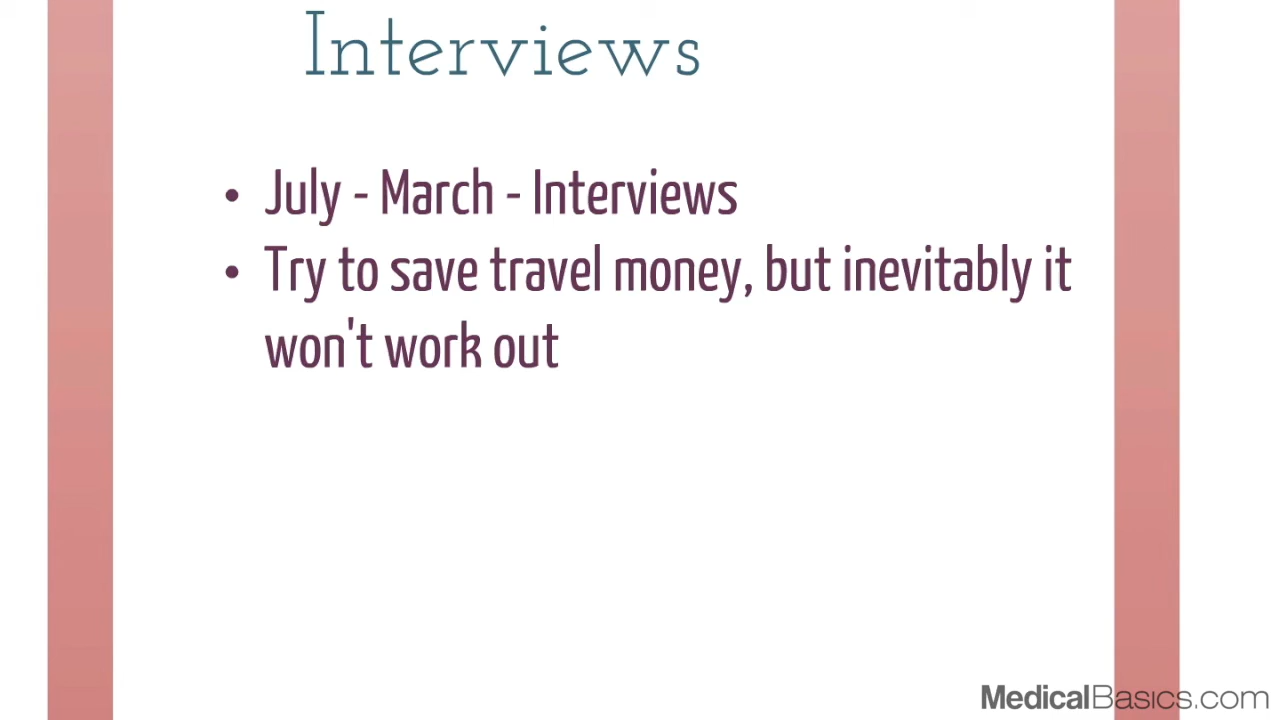 Interviews
• July - March - Interviews
• Try to save travel money, but inevitably it
won't work out
MedicalBasics.com